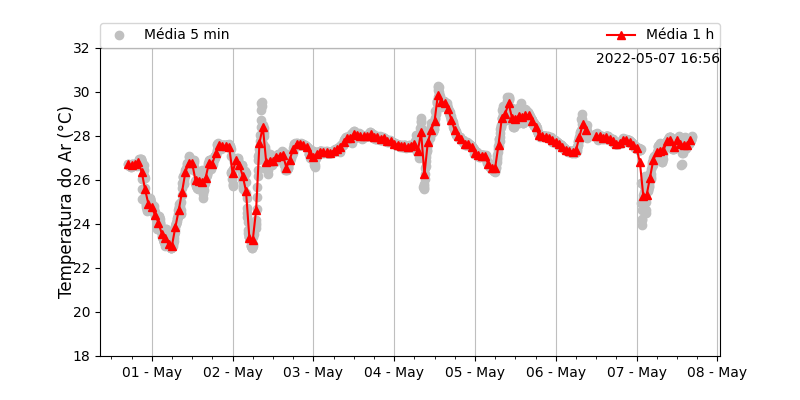 Média 5 min
Média 1 h
2022-05-07 16:56
Temperatura do Ar (°C)
32
30
28
26
24
22
20
18
01 - May
02 - May
03 - May
04 - May
05 - May
06 - May
07 - May
08 - May